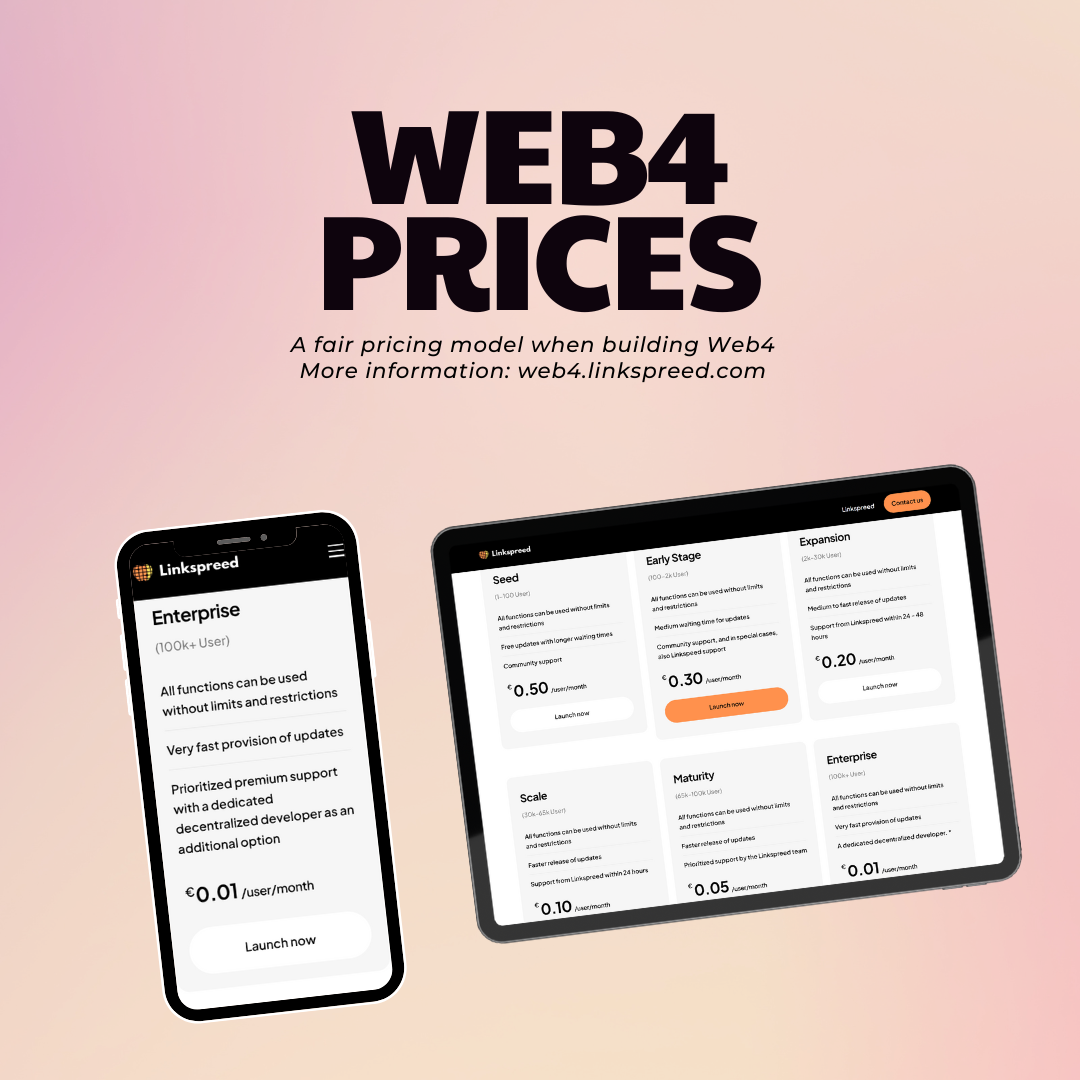 WEB4
PRICES
A fair pricing model when building Web4
More information: web4.linkspreed.com
Linkspreed
Enterprise
(100k+ User)
All functions can be used
without limits and restrictions
Very fast provision of updates
Prioritized premium support
with a dedicated
decentralized developer as an
additional option
€0.01 /user/month
Launch now
Linkspreed
Linkspreed
Contact us
Seed
(1-100 User)
All functions can be used without limits
and restrictions
Free updates with longer waiting times
Community support
€0.50 /user/month
Launch now
Early Stage
(100-2k User)
All functions can be used without limits
and restrictions
Medium waiting time for updates
Community support, and in special cases,
also Linkspeed support
€0.30 /user/month
Launch now
Expansion
(2k-30k User)
All functions can be used without limits
and restrictions
Medium to fast release of updates
Support from Linkspreed within 24 - 48
hours
€0.20 /user/month
Launch now
Scale
(30k-65k User)
All functions can be used without limits
and restrictions
Faster release of updates
Support from Linkspreed within 24 hours
€0.10 /user/month
Maturity
(65k-100k User)
All functions can be used without limits
and restrictions
Faster release of updates
Prioritized support by the Linkspreed team
€0.05 /user/month
Enterprise
(100k+ User)
All functions can be used without limits
and restrictions
Very fast provision of updates
A dedicated decentralized developer. *
€0.01 /user/month